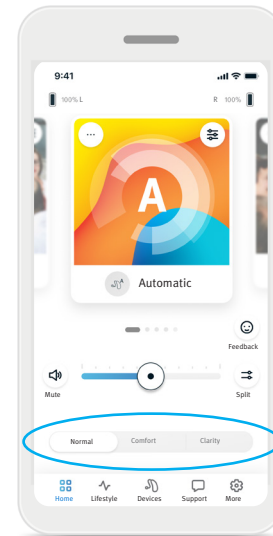 9:41
100% L R 100%
A
Automatic
Feedback
Mute Split
Normal Comfort Clarity
Home Lifestyle Devices Support More